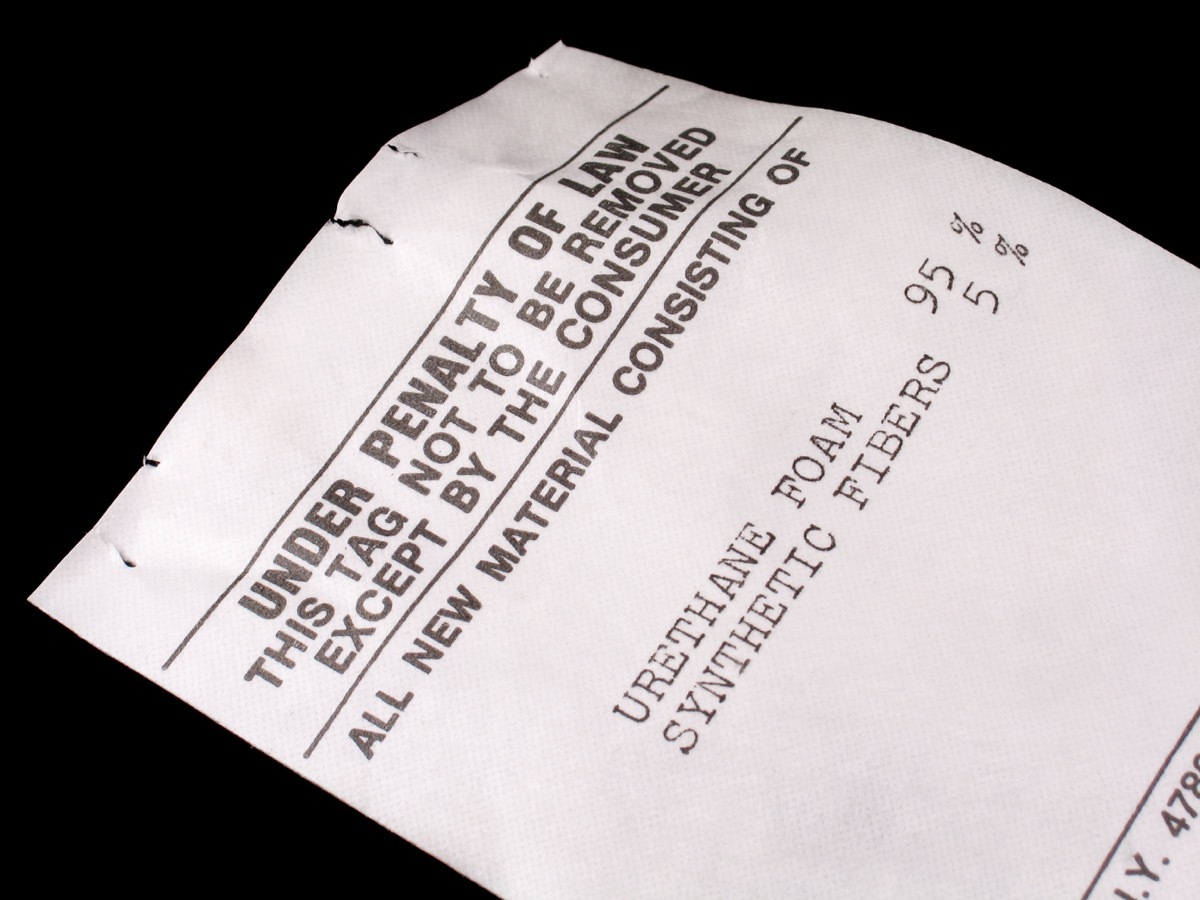 UNDER PENALTY OF LAW
THIS TAG NOT TO BE REMOVED
EXCEPT BY THE CONSUMER
ALL NEW MATERIAL CONSISTING OF
URETHANE FOAM 95 %
SYNTHETIC FIBERS 5 %